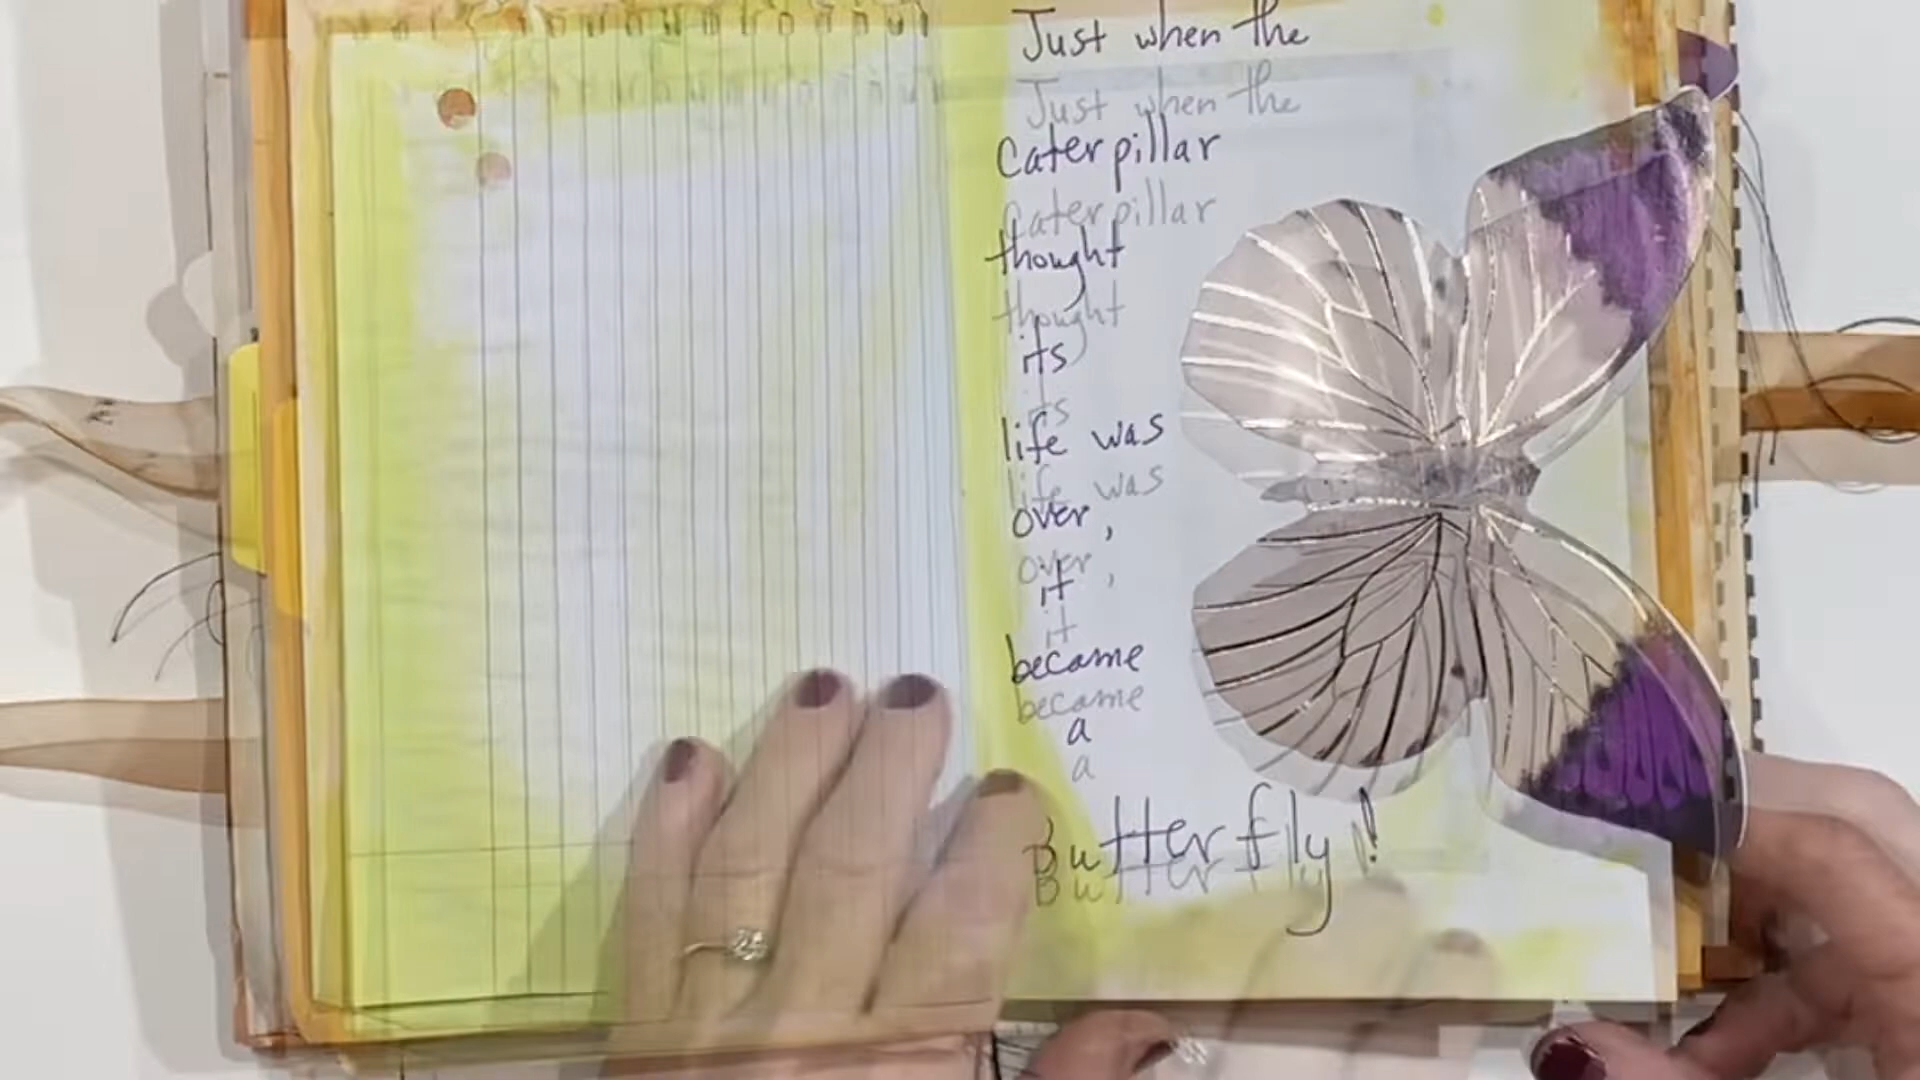 Just when the
caterpillar
thought
its
life was
over,
it
became
a
Butterfly!